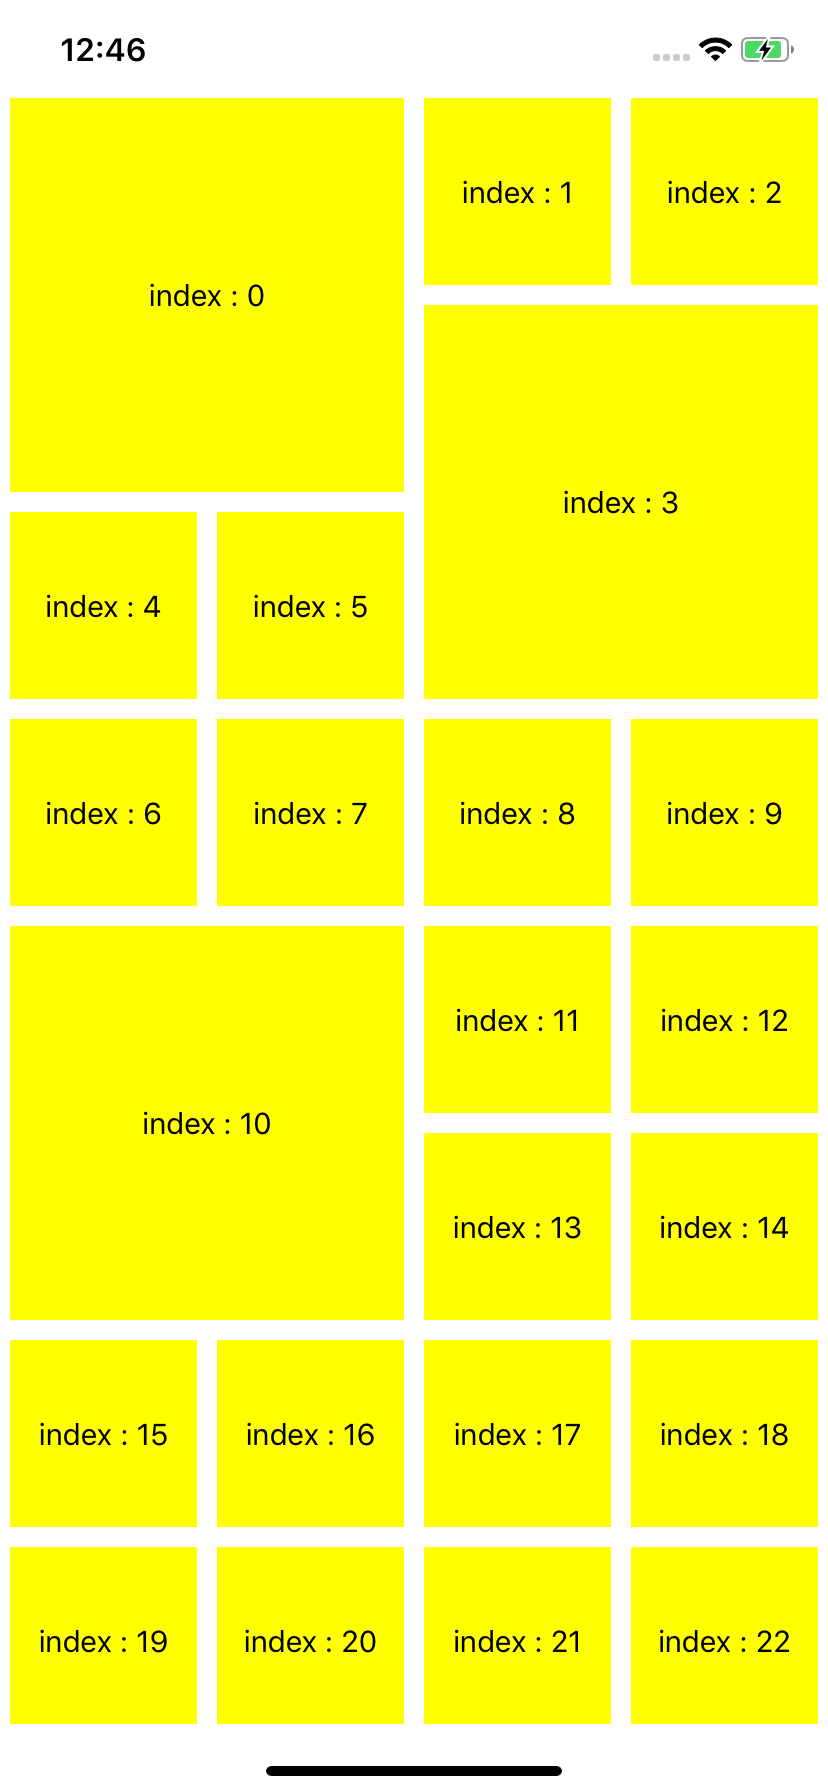 12:46
index : 0
index : 1
index : 2
index : 3
index : 4
index : 5
index : 6
index : 7
index : 8
index : 9
index : 10
index : 11
index : 12
index : 13
index : 14
index : 15
index : 16
index : 17
index : 18
index : 19
index : 20
index : 21
index : 22